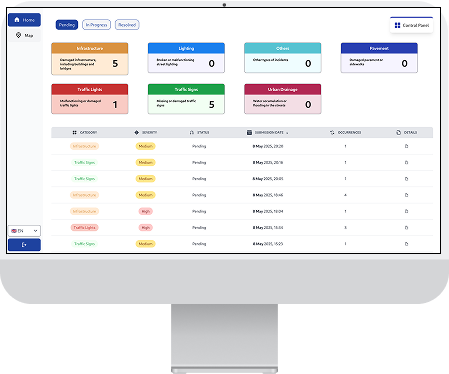 Home
Map
Pending
In Progress
Resolved
Control Panel
Infrastructure
Damaged infrastructure,
including buildings and
bridges
5
Lighting
Broken or malfunctioning
street lighting
0
Others
Other types of incidents
0
Pavement
Damaged pavement or
sidewalks
0
Traffic Lights
Malfunctioning or damaged
traffic lights
1
Traffic Signs
Missing or damaged traffic
signs
5
Urban Drainage
Water accumulation or
flooding in the streets
0
CATEGORY SEVERITY STATUS SUBMISSION DATE OCCURRENCES DETAILS
Infrastructure Medium Pending 8 May 2025, 20:20 1
Traffic Signs Medium Pending 8 May 2025, 20:16 1
Traffic Signs Medium Pending 8 May 2025, 20:05 1
Infrastructure Medium Pending 8 May 2025, 18:46 4
Infrastructure High Pending 8 May 2025, 18:04 1
Traffic Lights High Pending 8 May 2025, 15:44 3
Traffic Signs Medium Pending 8 May 2025, 15:23 1
EN